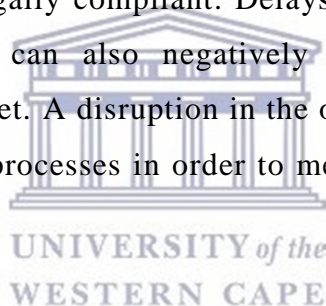 gally compliant. Delays
can also negatively
et. A disruption in the o
processes in order to me
UNIVERSITY of the
WESTERN CAPE